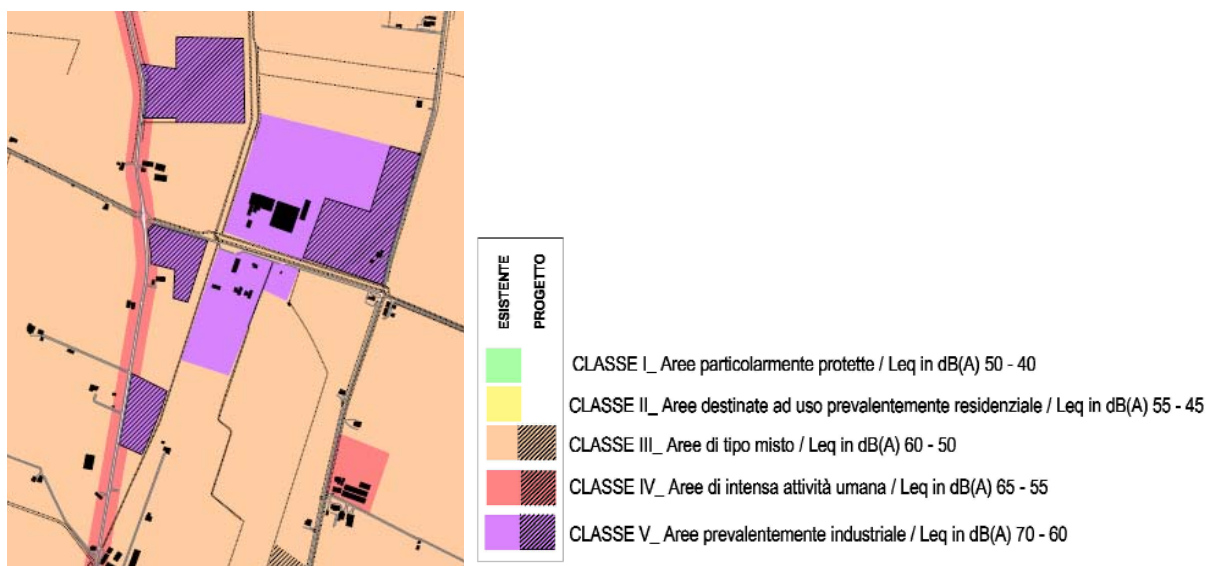 ESISTENTE
PROGETTO
CLASSE I_ Aree particolarmente protette / Leq in dB(A) 50 - 40
CLASSE II_ Aree destinate ad uso prevalentemente residenziale / Leq in dB(A) 55 - 45
CLASSE III_ Aree di tipo misto / Leq in dB(A) 60 - 50
CLASSE IV_ Aree di intensa attività umana / Leq in dB(A) 65 - 55
CLASSE V_ Aree prevalentemente industriale / Leq in dB(A) 70 - 60